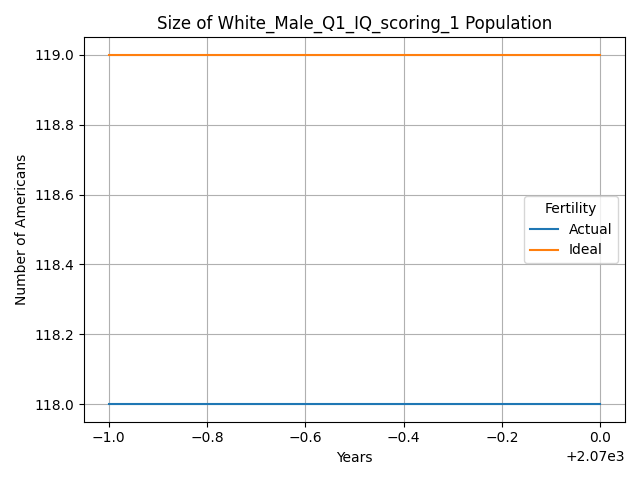 Size of White_Male_Q1_IQ_scoring_1 Population
119.0
118.8
118.6
118.4
118.2
118.0
Number of Americans
Fertility
Actual
Ideal
−1.0 −0.8 −0.6 −0.4 −0.2 0.0
Years
+2.07e3